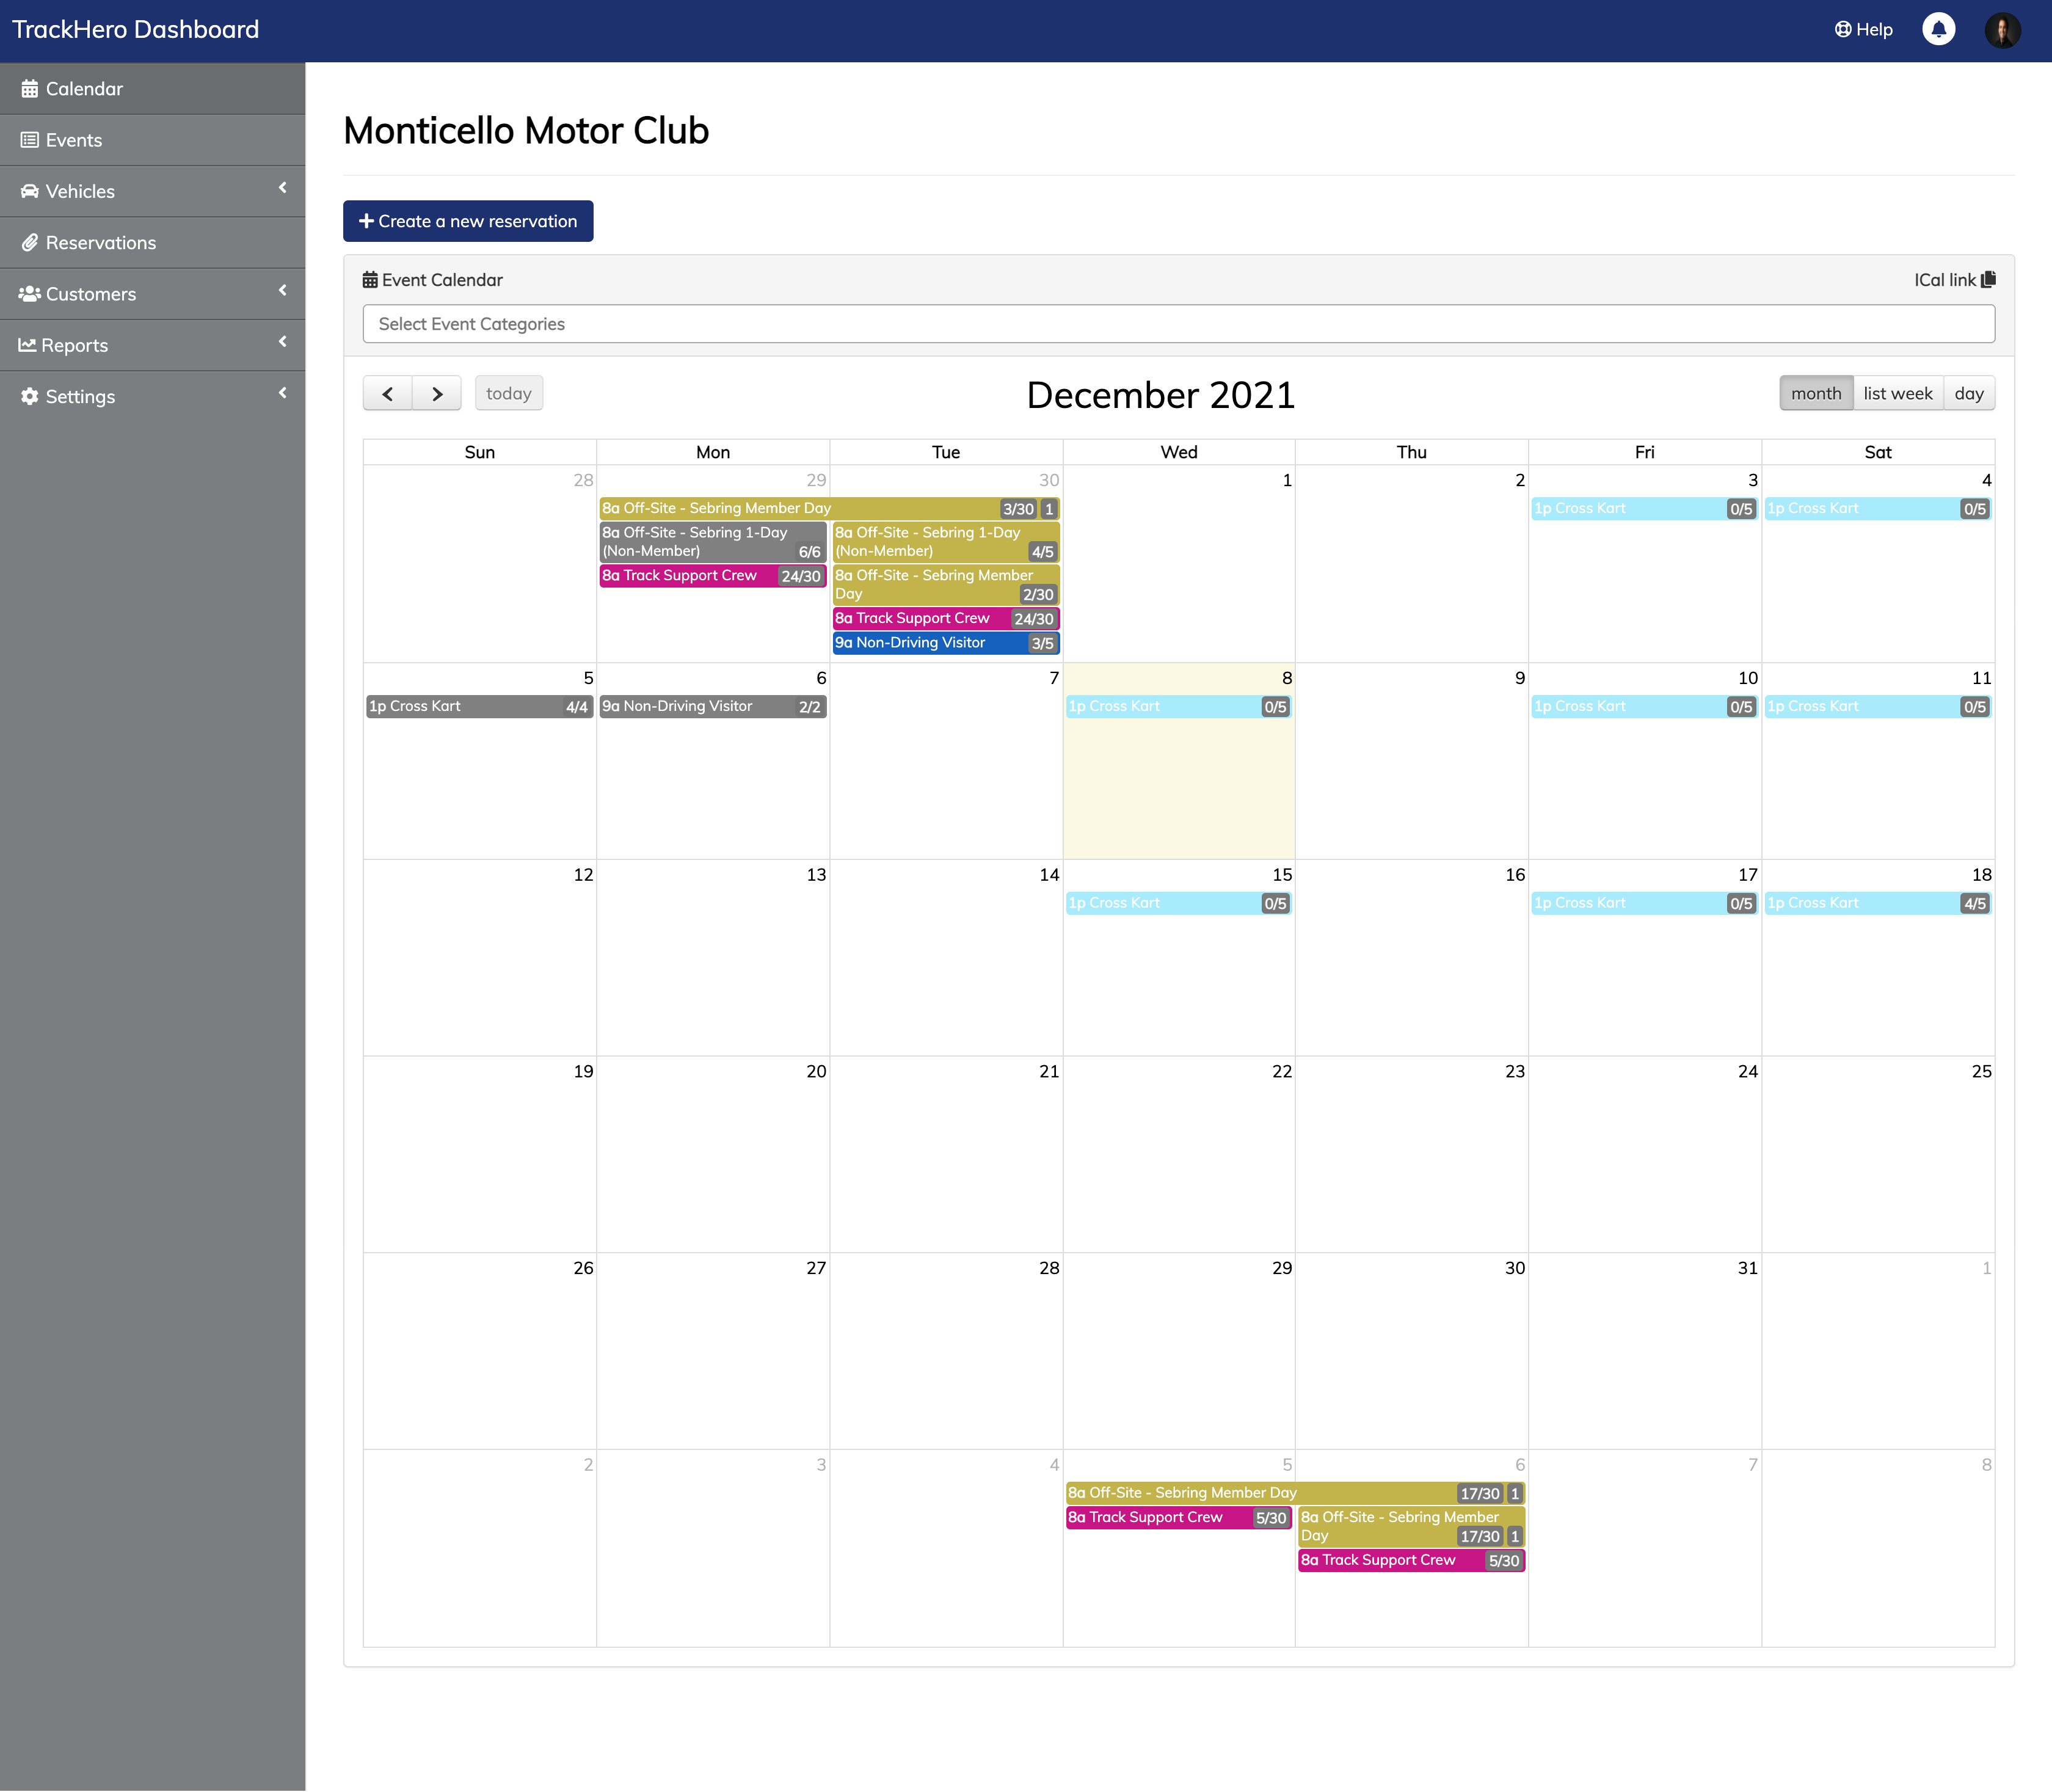 TrackHero Dashboard
Help
Calendar
Events
Vehicles
Reservations
Customers
Reports
Settings
Monticello Motor Club
Create a new reservation
Event Calendar
ICal link
Select Event Categories
today
December 2021
month list week day
Sun Mon Tue Wed Thu Fri Sat
28 29 30 1 2 3 4
8a Off-Site - Sebring Member Day 3/30 1
1p Cross Kart 0/5
1p Cross Kart 0/5
8a Off-Site - Sebring 1-Day
(Non-Member) 6/6
8a Track Support Crew 24/30
8a Off-Site - Sebring 1-Day
(Non-Member) 4/5
8a Off-Site - Sebring Member
Day 2/30
8a Track Support Crew 24/30
9a Non-Driving Visitor 3/5
5 6 7 8 9 10 11
1p Cross Kart 4/4
9a Non-Driving Visitor 2/2
1p Cross Kart 0/5
1p Cross Kart 0/5
1p Cross Kart 0/5
12 13 14 15 16 17 18
1p Cross Kart 0/5
1p Cross Kart 0/5
1p Cross Kart 4/5
19 20 21 22 23 24 25
26 27 28 29 30 31 1
2 3 4 5 6 7 8
8a Off-Site - Sebring Member Day 17/30 1
8a Track Support Crew 5/30
8a Off-Site - Sebring Member
Day 17/30 1
8a Track Support Crew 5/30